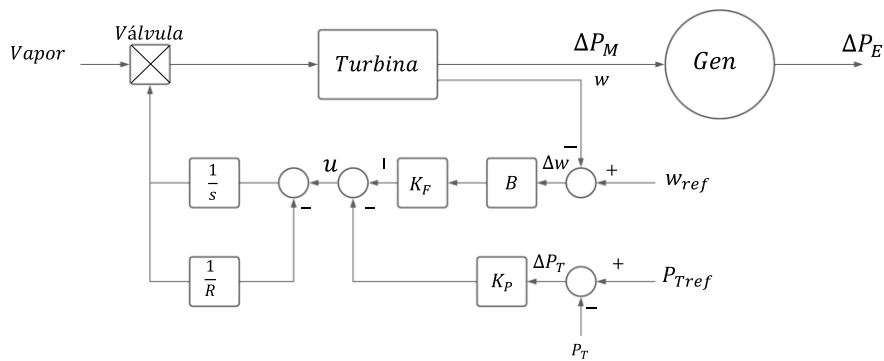 Válvula
Vapor
Turbina
ΔP_M
Gen
ΔP_E
w
−
1/s
−
u
−
ı
K_F
B
Δw
+
w_ref
1/R
K_P
ΔP_T
+
−
P_Tref
P_T